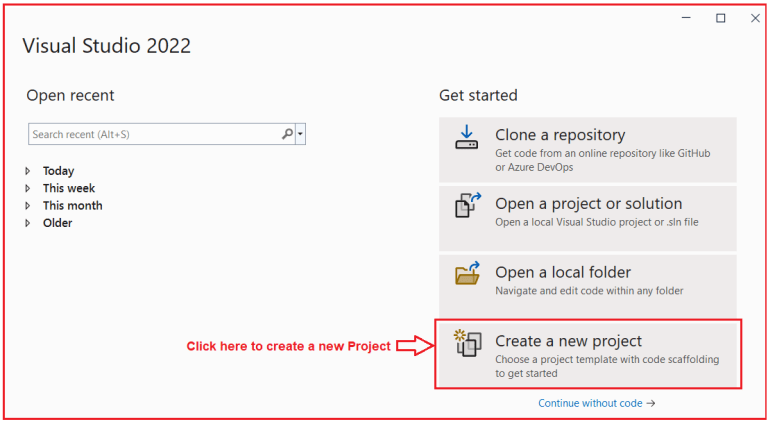 Visual Studio 2022
Open recent
Search recent (Alt+S)
Today
This week
This month
Older
Get started
Clone a repository
Get code from an online repository like GitHub
or Azure DevOps
Open a project or solution
Open a local Visual Studio project or .sln file
Open a local folder
Navigate and edit code within any folder
Click here to create a new Project
Create a new project
Choose a project template with code scaffolding
to get started
Continue without code →